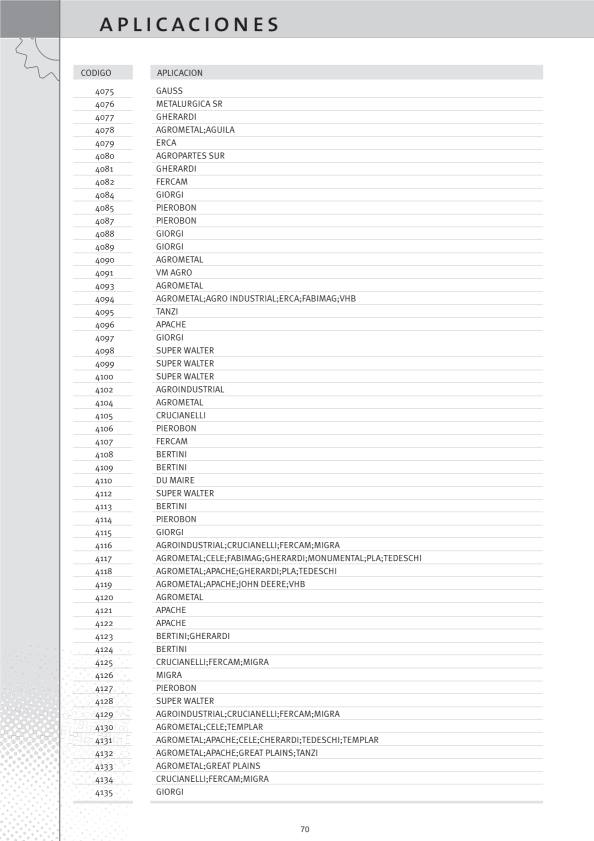 APLICACIONES
CODIGO APLICACION
4075 GAUSS
4076 METALURGICA SR
4077 GHERARDI
4078 AGROMETAL;AGUILA
4079 ERCA
4080 AGROPARTES SUR
4081 GHERARDI
4082 FERCAM
4084 GIORGI
4085 PIEROBON
4087 PIEROBON
4088 GIORGI
4089 GIORGI
4090 AGROMETAL
4091 VM AGRO
4093 AGROMETAL
4094 AGROMETAL;AGRO INDUSTRIAL;ERCA;FABIMAG;VHB
4095 TANZI
4096 APACHE
4097 GIORGI
4098 SUPER WALTER
4099 SUPER WALTER
4100 SUPER WALTER
4102 AGROINDUSTRIAL
4104 AGROMETAL
4105 CRUCIANELLI
4106 PIEROBON
4107 FERCAM
4108 BERTINI
4109 BERTINI
4110 DU MAIRE
4112 SUPER WALTER
4113 BERTINI
4114 PIEROBON
4115 GIORGI
4116 AGROINDUSTRIAL;CRUCIANELLI;FERCAM;MIGRA
4117 AGROMETAL;CELE;FABIMAG;GHERARDI;MONUMENTAL;PLA;TEDESCHI
4118 AGROMETAL;APACHE;GHERARDI;PLA;TEDESCHI
4119 AGROMETAL;APACHE;JOHN DEERE;VHB
4120 AGROMETAL
4121 APACHE
4122 APACHE
4123 BERTINI;GHERARDI
4124 BERTINI
4125 CRUCIANELLI;FERCAM;MIGRA
4126 MIGRA
4127 PIEROBON
4128 SUPER WALTER
4129 AGROINDUSTRIAL;CRUCIANELLI;FERCAM;MIGRA
4130 AGROMETAL;CELE;TEMPLAR
4131 AGROMETAL;APACHE;CELE;CHERARDI;TEDESCHI;TEMPLAR
4132 AGROMETAL;APACHE;GREAT PLAINS;TANZI
4133 AGROMETAL;GREAT PLAINS
4134 CRUCIANELLI;FERCAM;MIGRA
4135 GIORGI
70